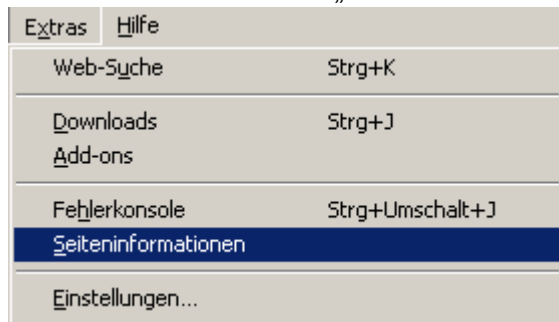 „
Extras Hilfe
Web-Suche Strg+K
Downloads Strg+J
Add-ons
Fehlerkonsole Strg+Umschalt+J
Seiteninformationen
Einstellungen...